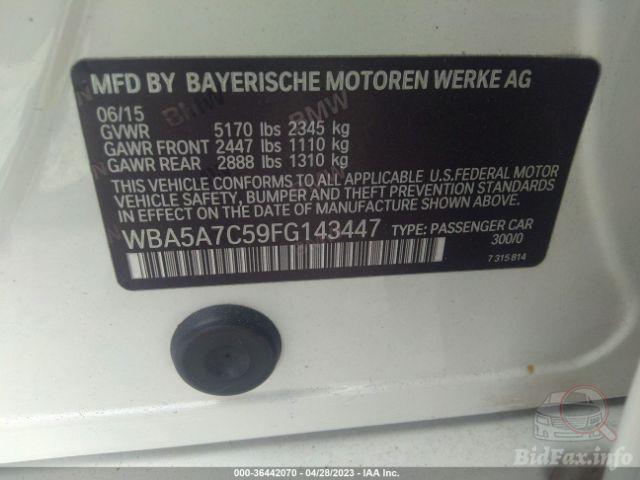 MFD BY BAYERISCHE MOTOREN WERKE AG
06/15
GVWR 5170 lbs 2345 kg
GAWR FRONT 2447 lbs 1110 kg
GAWR REAR 2888 lbs 1310 kg
THIS VEHICLE CONFORMS TO ALL APPLICABLE U.S.FEDERAL MOTOR
VEHICLE SAFETY, BUMPER AND THEFT PREVENTION STANDARDS
IN EFFECT ON THE DATE OF MANUFACTURE SHOWN ABOVE.
WBA5A7C59FG143447 TYPE: PASSENGER CAR
300/0
7 315 814
BMW
BMW
BidFax.info
000-36442070 - 04/28/2023 - IAA Inc.